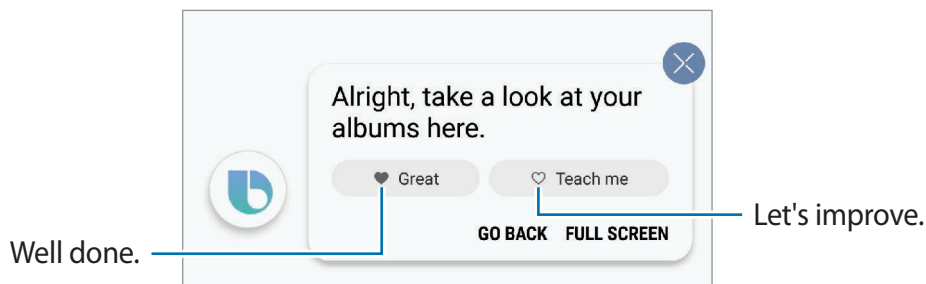 Alright, take a look at your
albums here.
Great Teach me
Let's improve.
GO BACK FULL SCREEN
Well done.